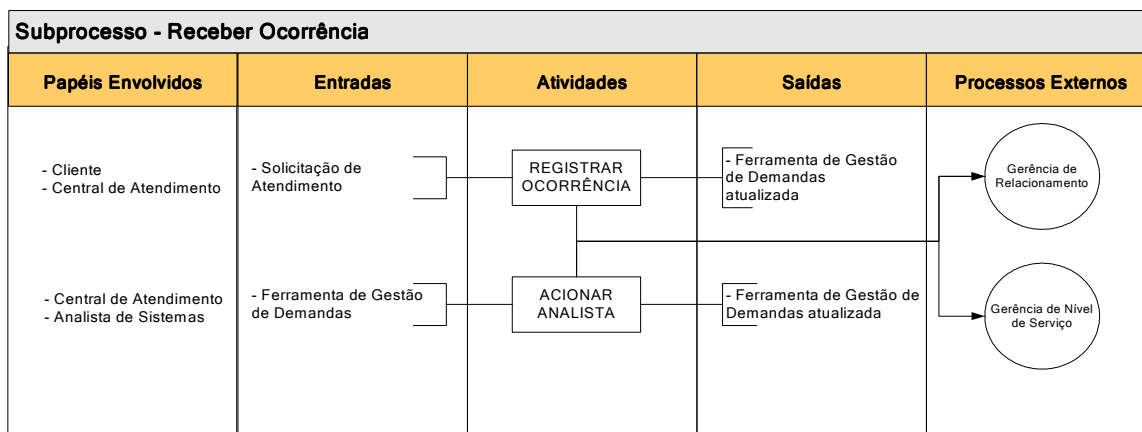 Subprocesso - Receber Ocorrência
Papéis Envolvidos
Entradas
Atividades
Saídas
Processos Externos
- Cliente
- Central de Atendimento
- Solicitação de
Atendimento
REGISTRAR
OCORRÊNCIA
- Ferramenta de Gestão
de Demandas
atualizada
Gerência de
Relacionamento
- Central de Atendimento
- Analista de Sistemas
- Ferramenta de Gestão
de Demandas
ACIONAR
ANALISTA
- Ferramenta de Gestão de
Demandas atualizada
Gerência de Nível
de Serviço